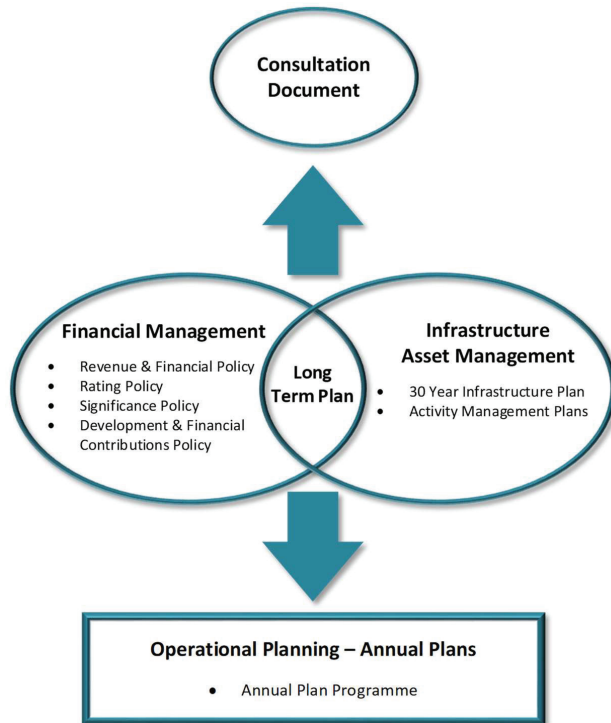 Consultation
Document
Financial Management
• Revenue & Financial Policy
• Rating Policy
• Significance Policy
• Development & Financial
Contributions Policy
Long
Term Plan
Infrastructure
Asset Management
• 30 Year Infrastructure Plan
• Activity Management Plans
Operational Planning – Annual Plans
• Annual Plan Programme